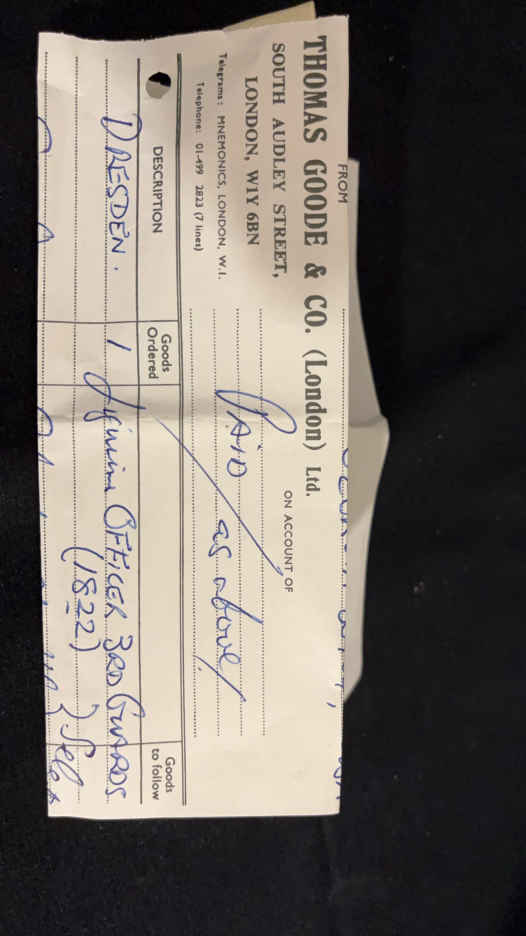 FROM
THOMAS GOODE & CO. (London) Ltd.
SOUTH AUDLEY STREET,
LONDON, W1Y 6BN
Telegrams: MNEMONICS, LONDON, W.I.
Telephone: 01-499 2823 (7 lines)
ON ACCOUNT OF
PAID as above
DESCRIPTION
Goods Ordered
Goods to follow
DRESDEN. 1 figurine OFFICER 3RD GUARDS
(1822)